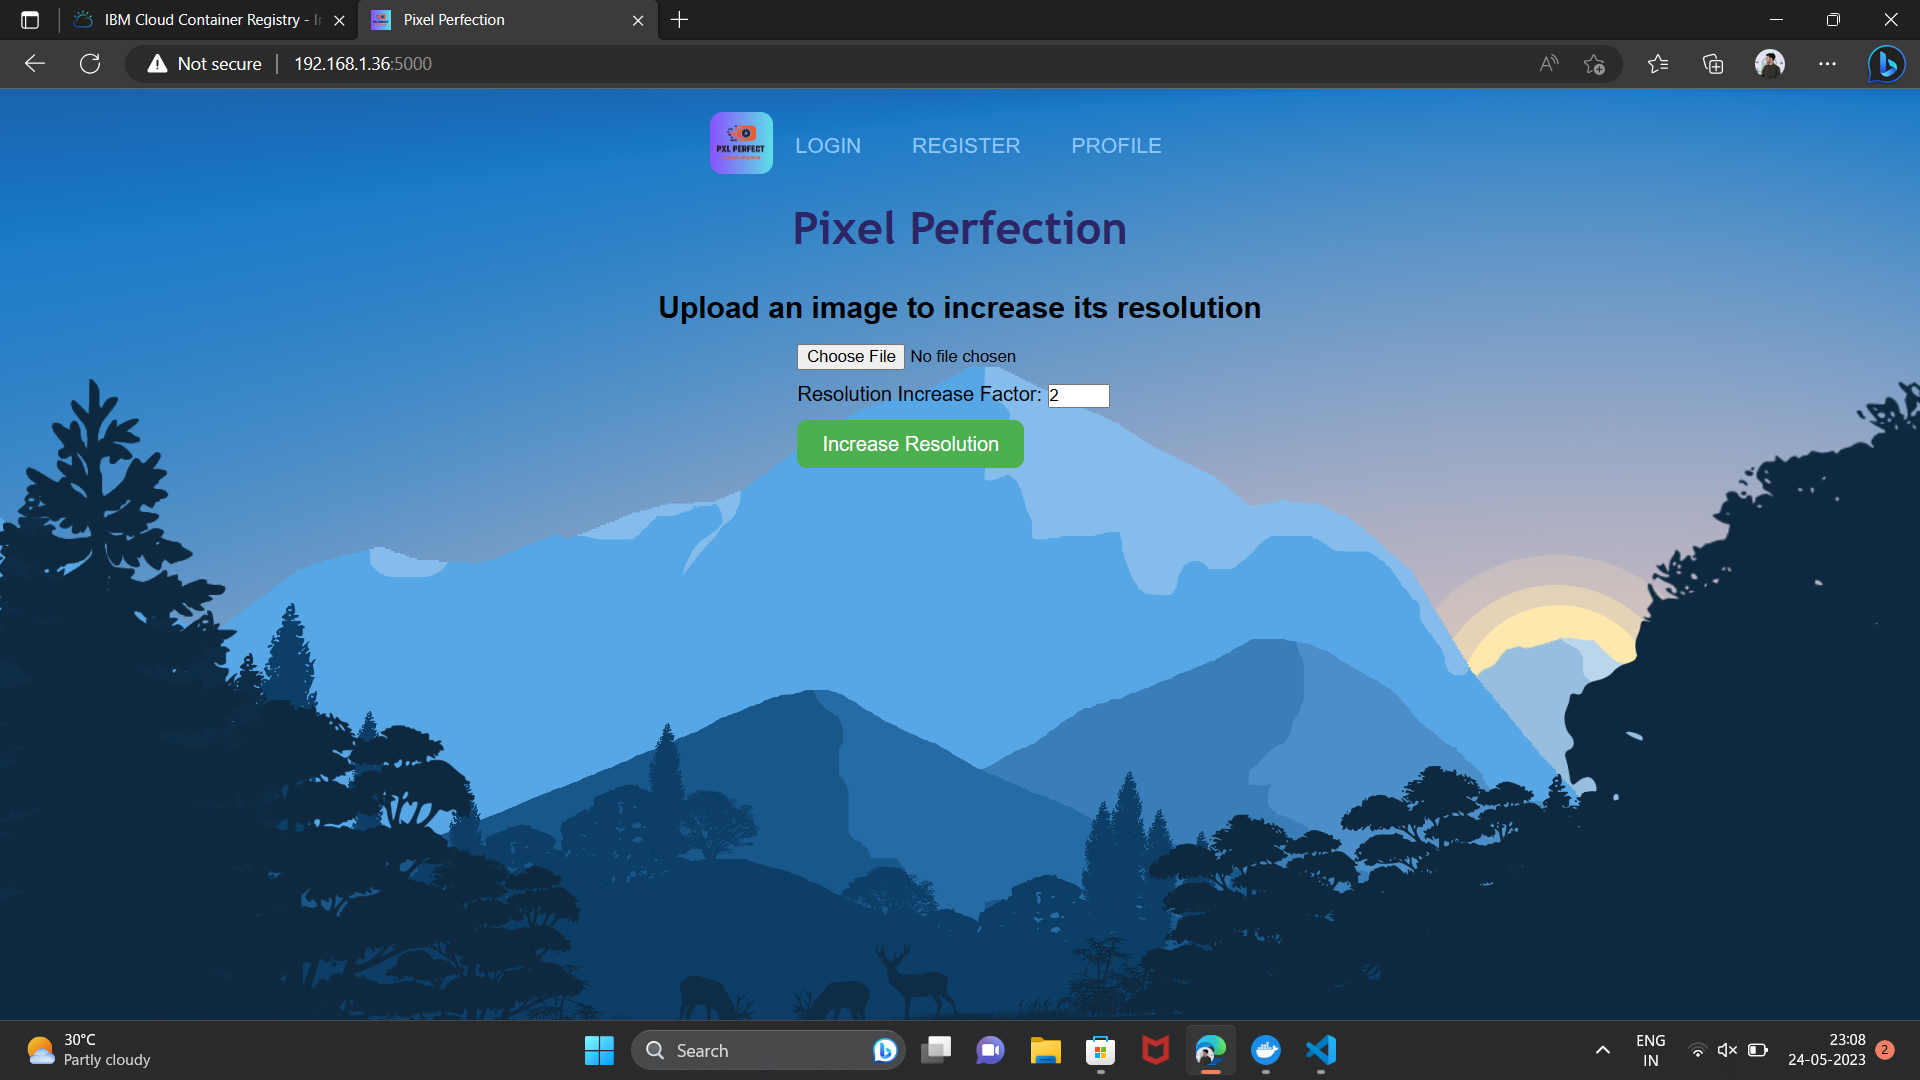 IBM Cloud Container Registry - I
Pixel Perfection
Not secure
192.168.1.36:5000
PXL PERFECT
LOGIN
REGISTER
PROFILE
Pixel Perfection
Upload an image to increase its resolution
Choose File No file chosen
Resolution Increase Factor: 2
Increase Resolution
30°C
Partly cloudy
Search
ENG
IN
23:08
24-05-2023
2